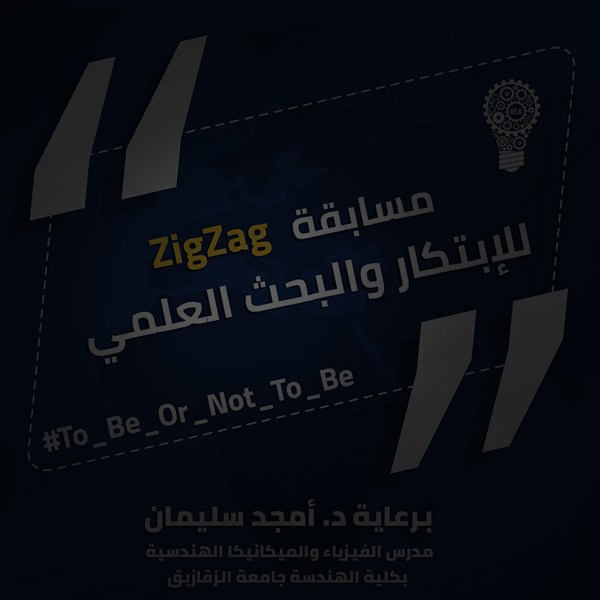 مسابقة ZigZag
للإبتكار والبحث العلمي
#To_Be_Or_Not_To_Be
برعاية د. أمجد سليمان
مدرس الفيزياء والميكانيكا الهندسية
بكلية الهندسة جامعة الزقازيق